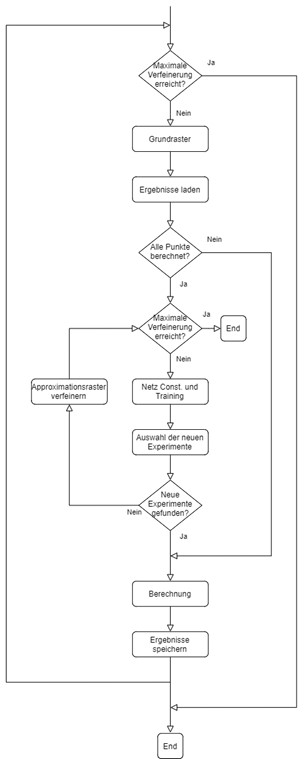 Maximale
Verfeinerung
erreicht?
Ja
Nein
Grundraster
Ergebnisse laden
Alle Punkte
berechnet?
Nein
Ja
Maximale
Verfeinerung
erreicht?
Ja
End
Nein
Approximationsraster
verfeinern
Netz Const. und
Training
Auswahl der neuen
Experimente
Neue
Experimente
gefunden?
Nein
Ja
Berechnung
Ergebnisse
speichern
End